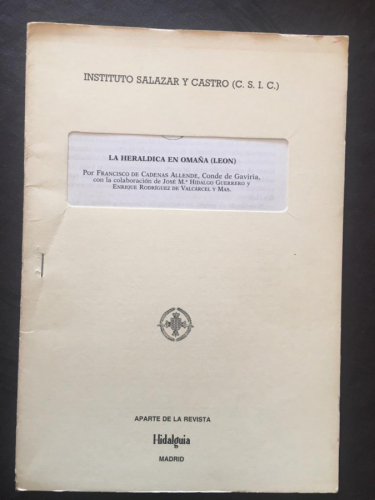 INSTITUTO SALAZAR Y CASTRO (C. S. I. C.)
LA HERALDICA EN OMAÑA (LEON)
Por FRANCISCO DE CADENAS ALLENDE, Conde de Gaviria,
con la colaboración de JOSÉ M.ª HIDALGO GUERRERO y
ENRIQUE RODRÍGUEZ DE VALCARCEL Y MAS.
APARTE DE LA REVISTA
Hidalguia
MADRID